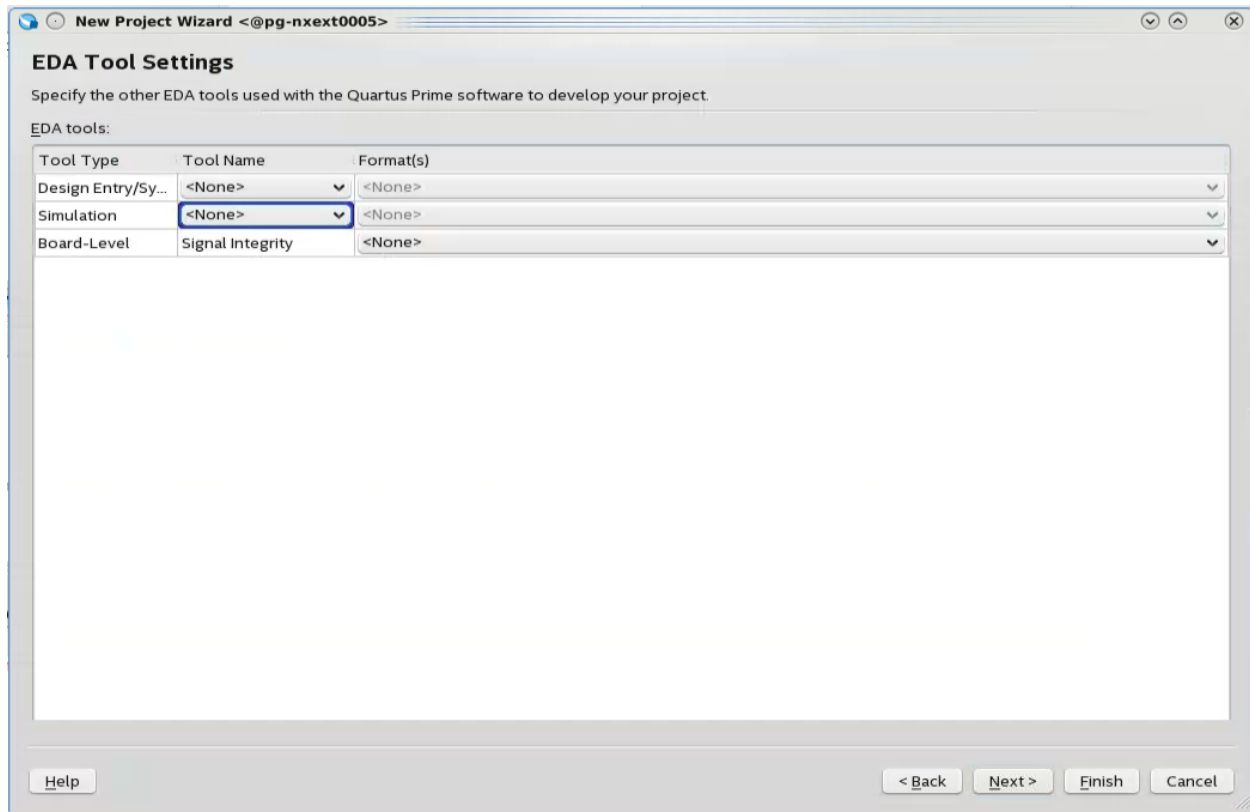 New Project Wizard <@pg-nxext0005>
EDA Tool Settings
Specify the other EDA tools used with the Quartus Prime software to develop your project.
EDA tools:
Tool Type Tool Name Format(s)
Design Entry/Sy... <None> <None>
Simulation <None> <None>
Board-Level Signal Integrity <None>
Help < Back Next > Finish Cancel